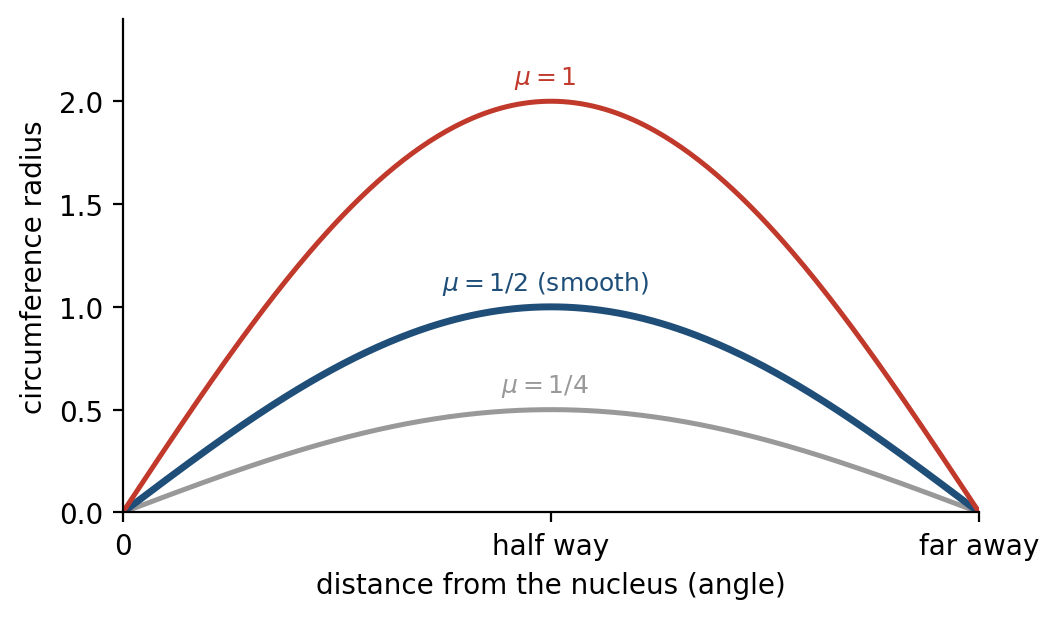 μ = 1
2.0
1.5
μ = 1/2 (smooth)
1.0
μ = 1/4
0.5
0.0
circumference radius
0 half way far away
distance from the nucleus (angle)